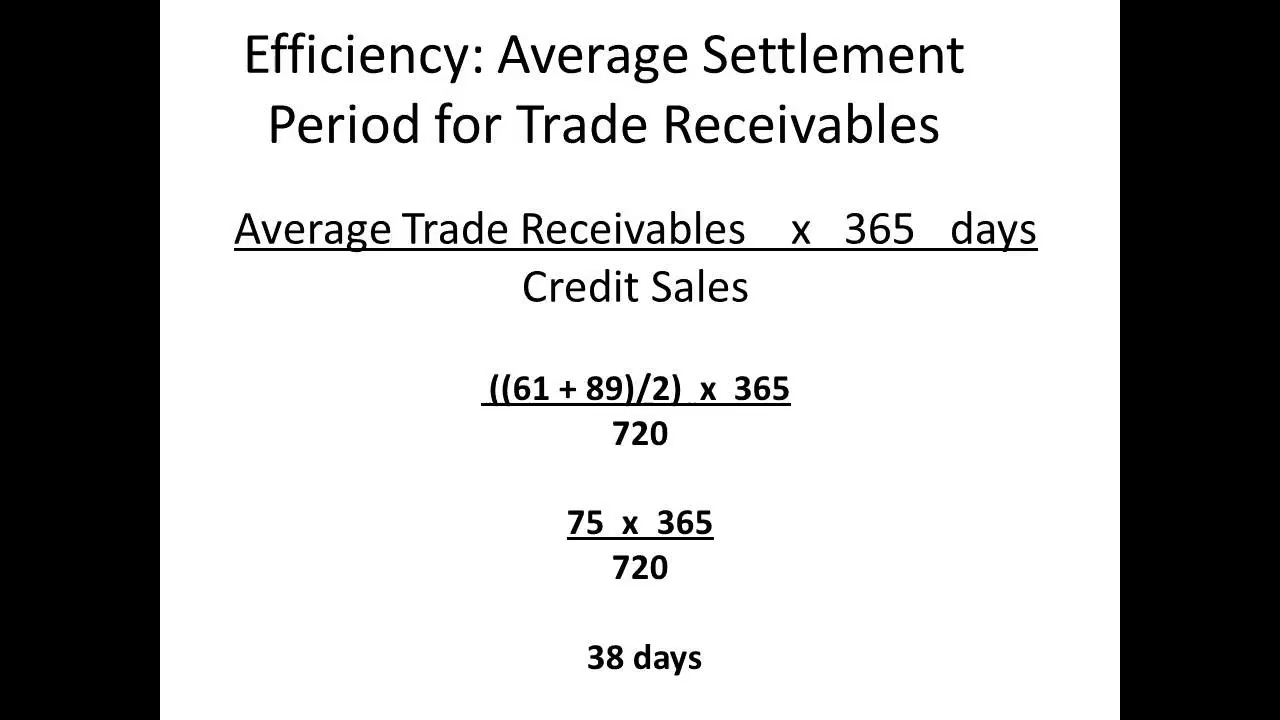 Efficiency: Average Settlement
Period for Trade Receivables
Average Trade Receivables x 365 days
Credit Sales
((61 + 89)/2) x 365
720
75 x 365
720
38 days